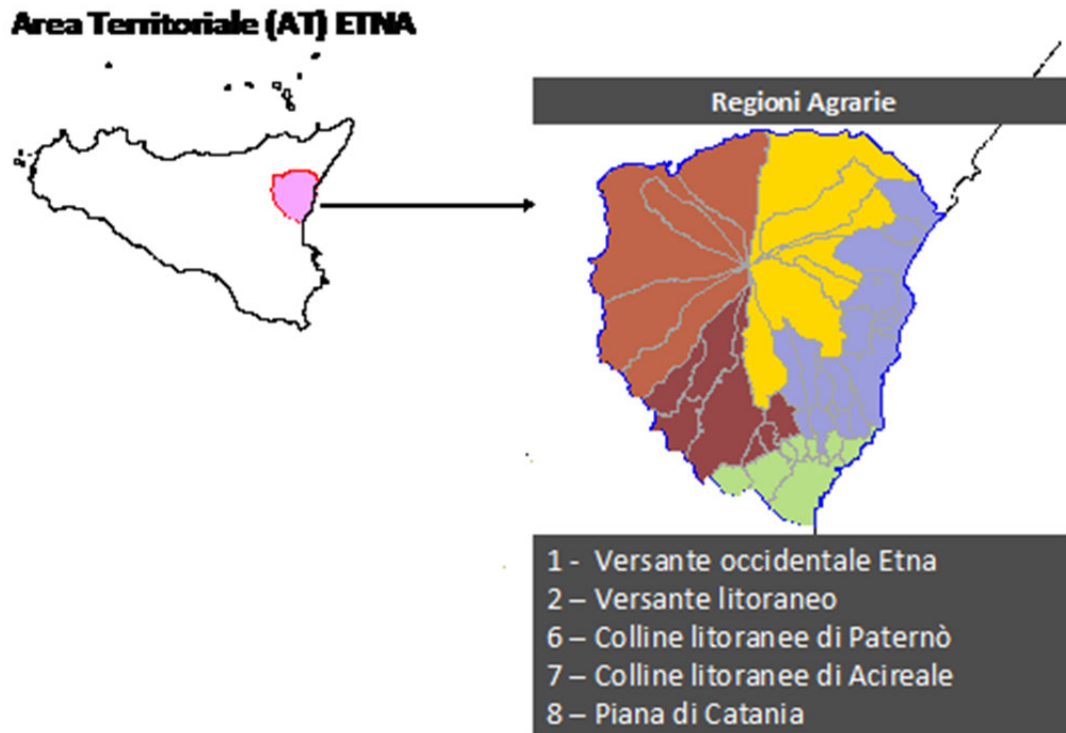 Area Territoriale (AT) ETNA
Regioni Agrarie
1 - Versante occidentale Etna
2 – Versante litoraneo
6 – Colline litoranee di Paternò
7 – Colline litoranee di Acireale
8 – Piana di Catania